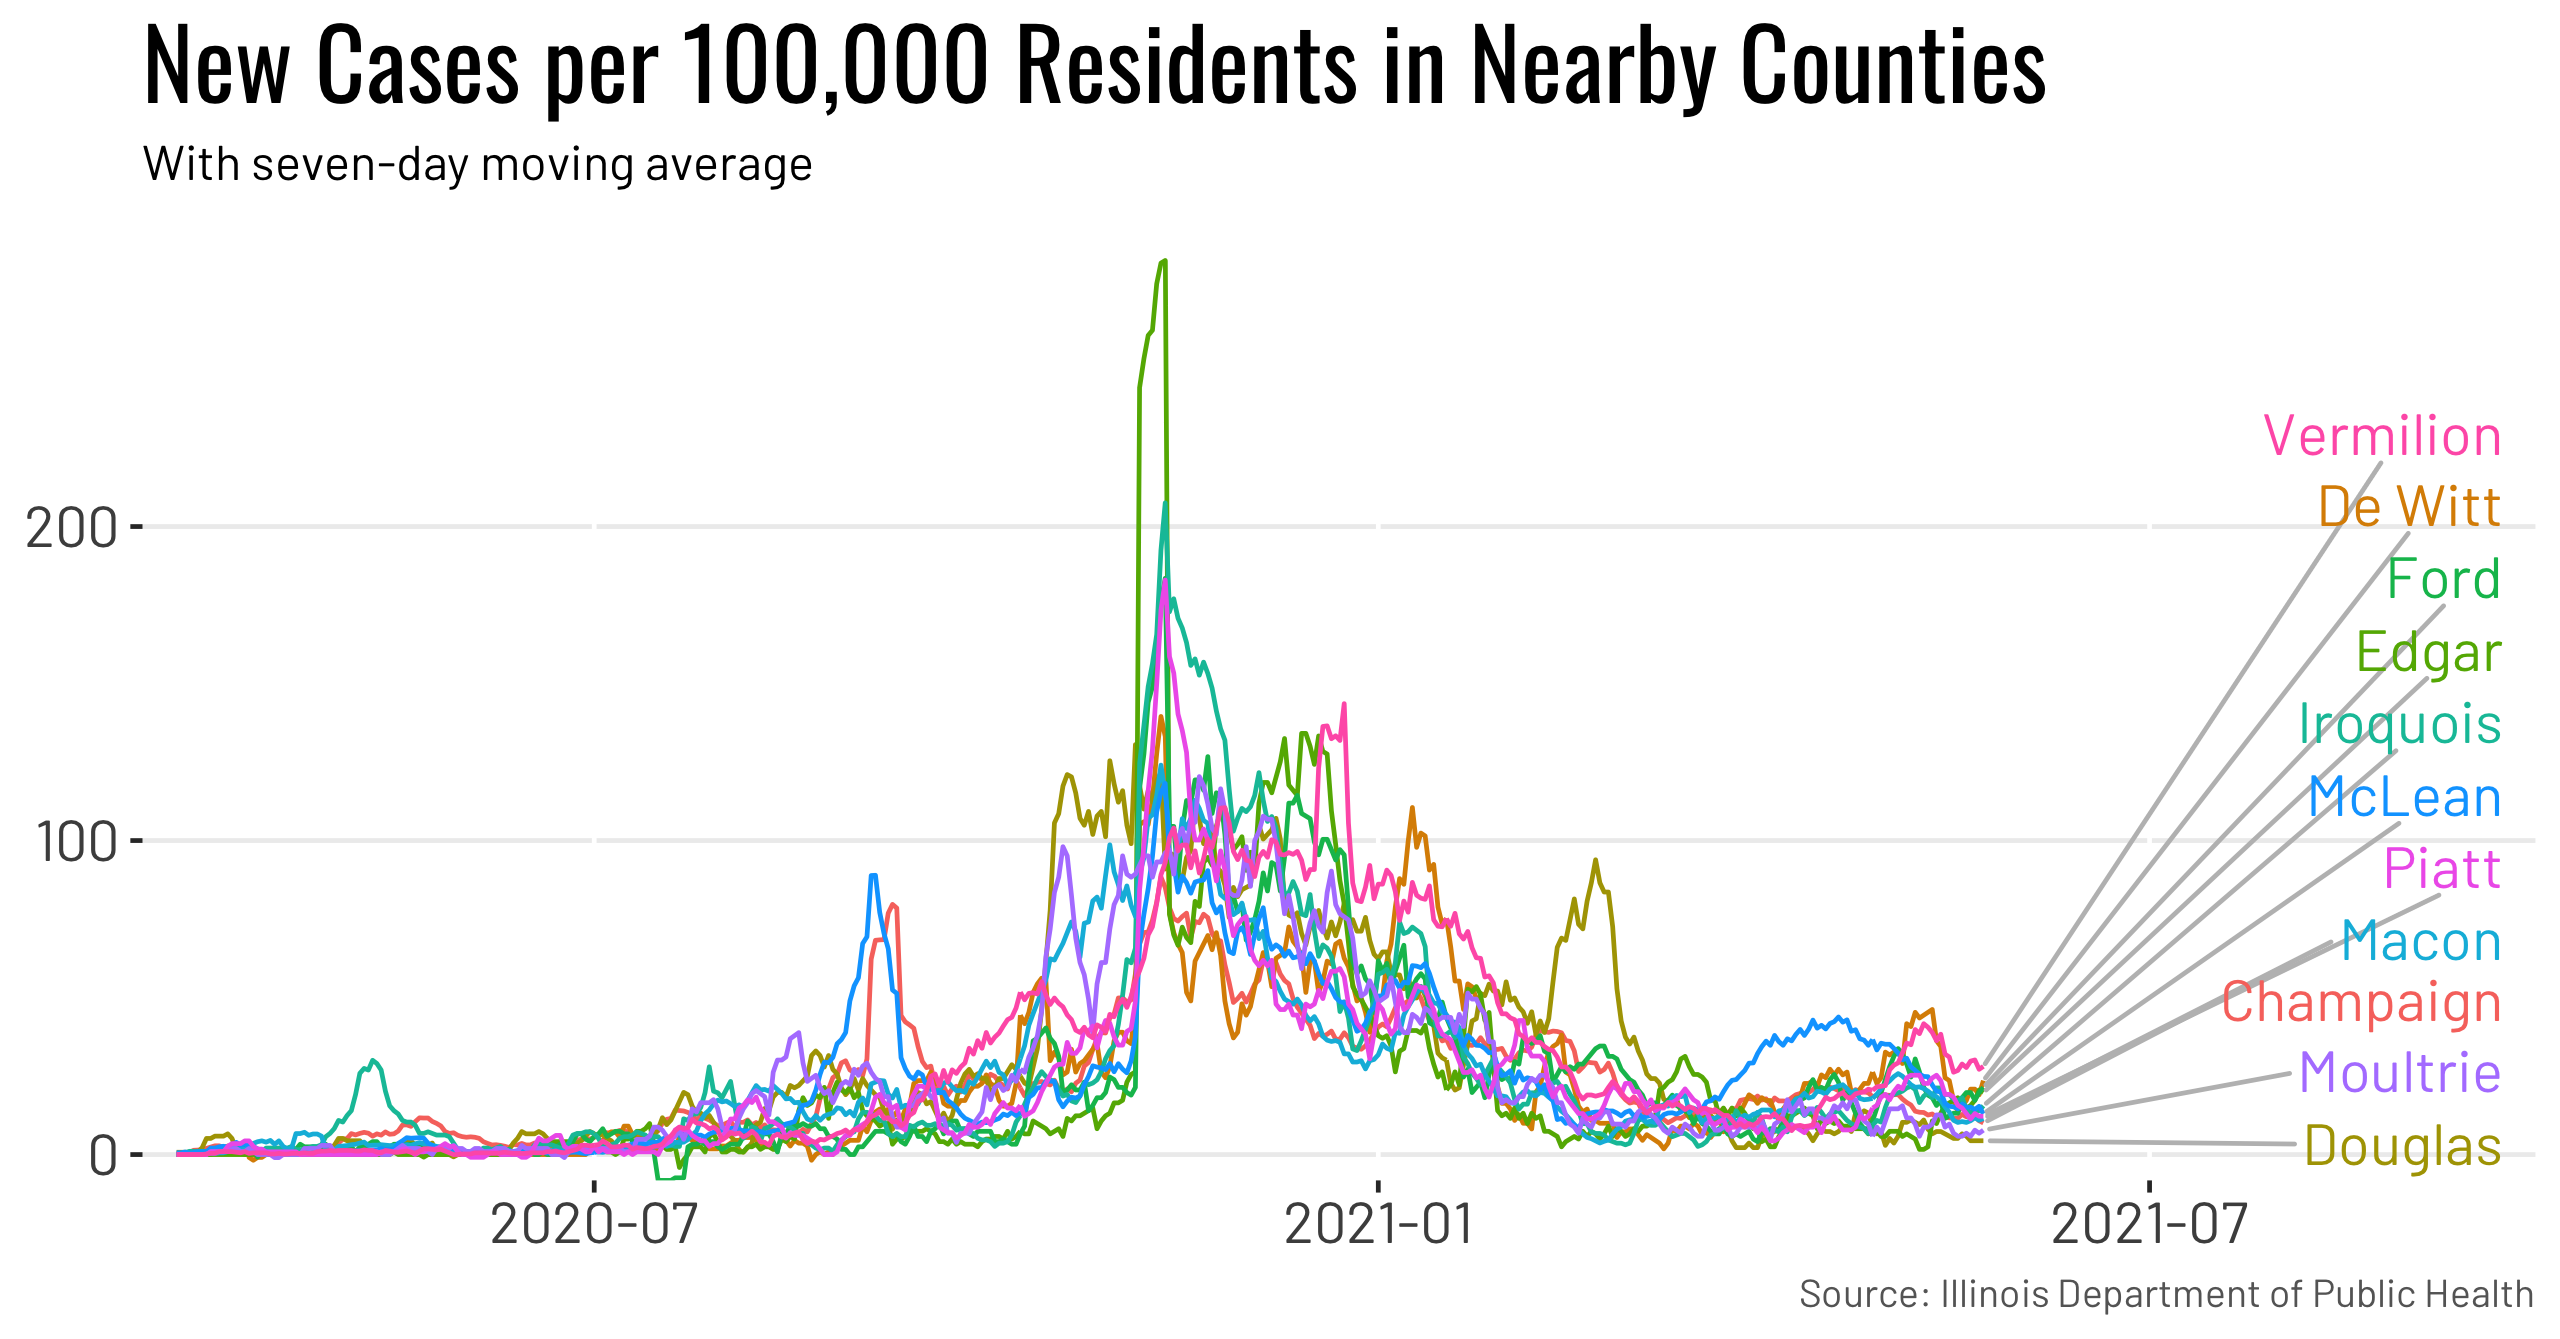 New Cases per 100,000 Residents in Nearby Counties
With seven-day moving average
Vermilion
De Witt
200
Ford
Edgar
Iroquois
McLean
100
Piatt
Macon
Champaign
Moultrie
Douglas
0
2020-07
2021-01
2021-07
Source: Illinois Department of Public Health